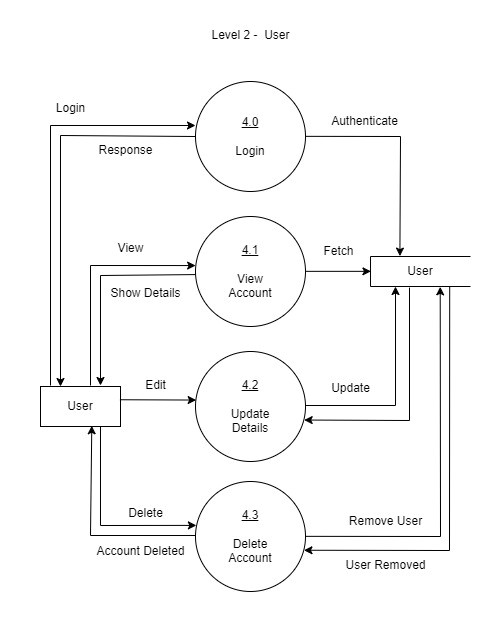 Level 2 - User
Login
4.0
Login
Authenticate
Response
View
4.1
View
Account
Fetch
User
Show Details
Edit
4.2
Update
Details
Update
User
Delete
4.3
Delete
Account
Remove User
Account Deleted
User Removed